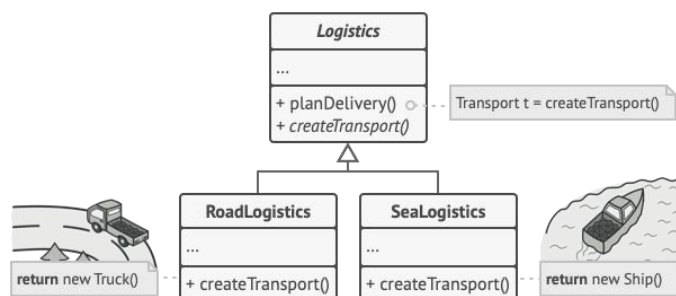 Logistics
...
+ planDelivery()
Transport t = createTransport()
+ createTransport()
RoadLogistics
...
+ createTransport()
return new Truck()
SeaLogistics
...
+ createTransport()
return new Ship()